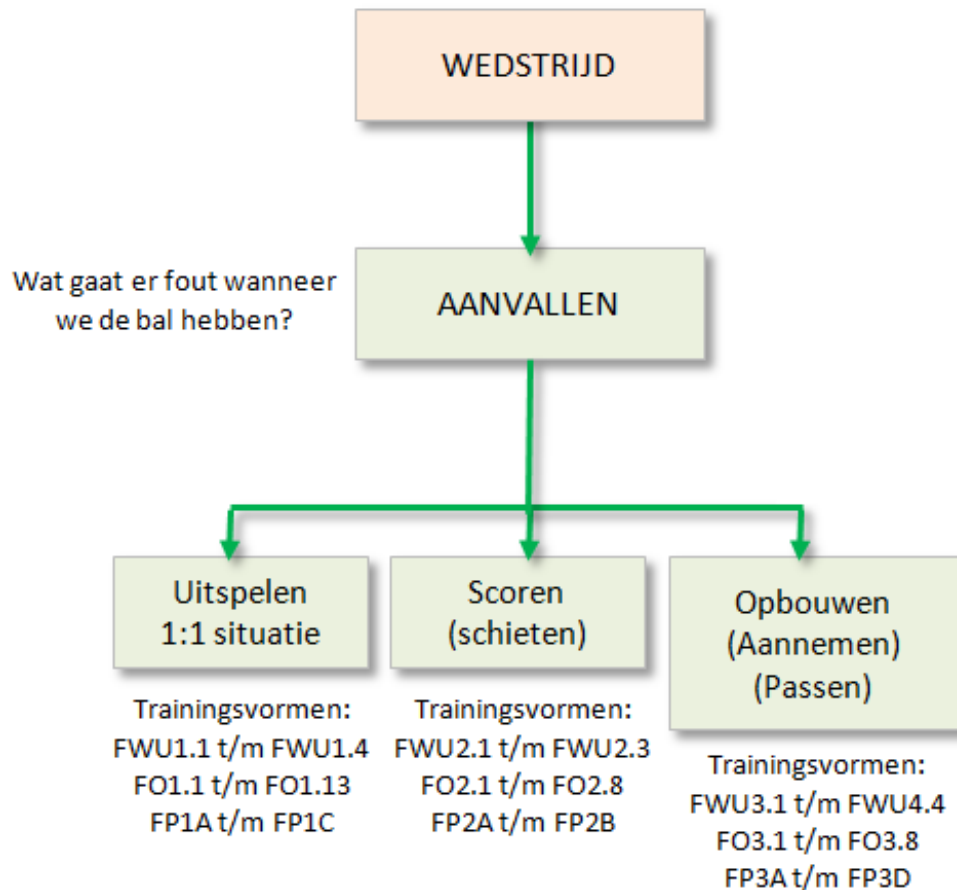 WEDSTRIJD
Wat gaat er fout wanneer
we de bal hebben?
AANVALLEN
Uitspelen
1:1 situatie
Trainingsvormen:
FWU1.1 t/m FWU1.4
FO1.1 t/m FO1.13
FP1A t/m FP1C
Scoren
(schieten)
Trainingsvormen:
FWU2.1 t/m FWU2.3
FO2.1 t/m FO2.8
FP2A t/m FP2B
Opbouwen
(Aannemen)
(Passen)
Trainingsvormen:
FWU3.1 t/m FWU4.4
FO3.1 t/m FO3.8
FP3A t/m FP3D